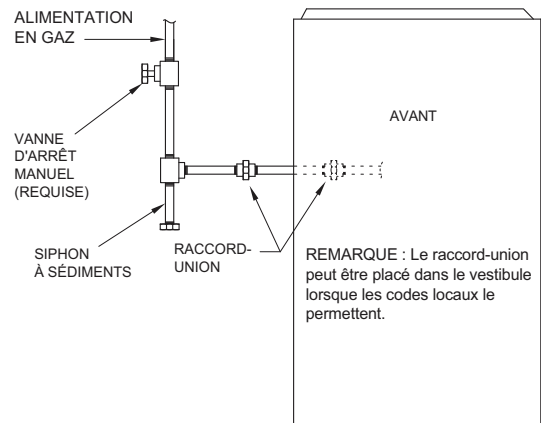 ALIMENTATION
EN GAZ
VANNE
D'ARRÊT
MANUEL
(REQUISE)
AVANT
SIPHON
À SÉDIMENTS
RACCORD-
UNION
REMARQUE : Le raccord-union
peut être placé dans le vestibule
lorsque les codes locaux le
permettent.